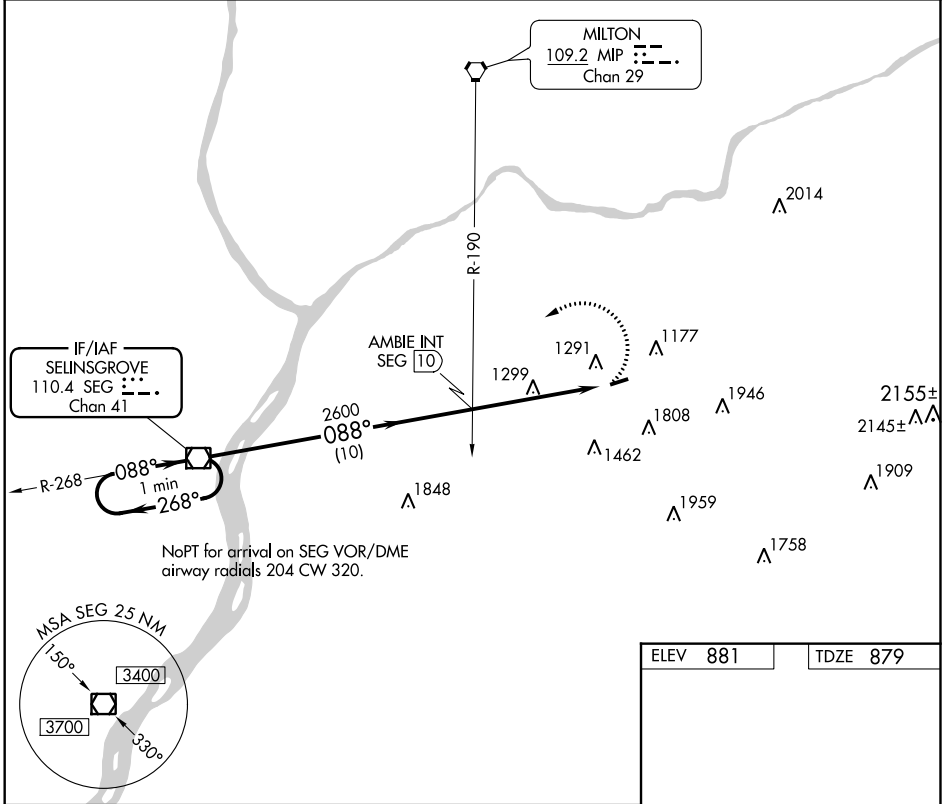 MILTON
109.2 MIP
Chan 29
2014
R-190
IF/IAF
SELINSGROVE
110.4 SEG
Chan 41
AMBIE INT
SEG 10
1291
1177
1299
1946
2155±
2145±
2600
088°
(10)
1808
1462
R-268
088°
1 min
268°
1848
1909
1959
NoPT for arrival on SEG VOR/DME
airway radials 204 CW 320.
1758
MSA SEG 25 NM
150°
3400
3700
330°
ELEV 881
TDZE 879